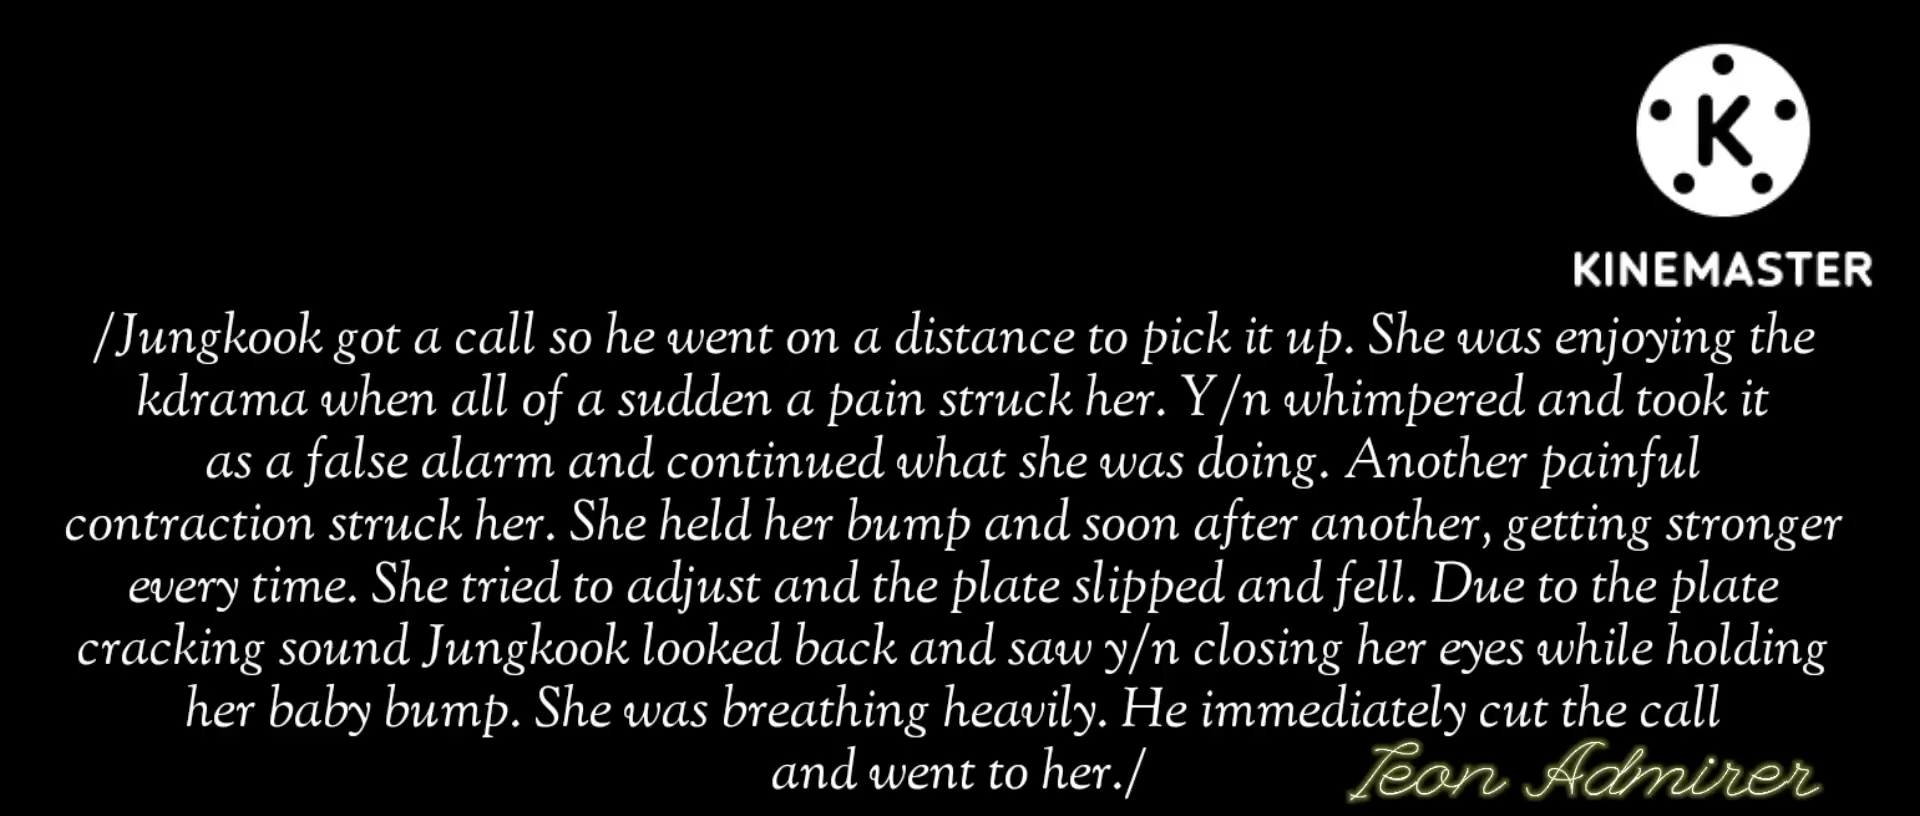 K
KINEMASTER
/Jungkook got a call so he went on a distance to pick it up. She was enjoying the
kdrama when all of a sudden a pain struck her. Y/n whimpered and took it
as a false alarm and continued what she was doing. Another painful
contraction struck her. She held her bump and soon after another, getting stronger
every time. She tried to adjust and the plate slipped and fell. Due to the plate
cracking sound Jungkook looked back and saw y/n closing her eyes while holding
her baby bump. She was breathing heavily. He immediately cut the call
and went to her./
Jeon Admirer